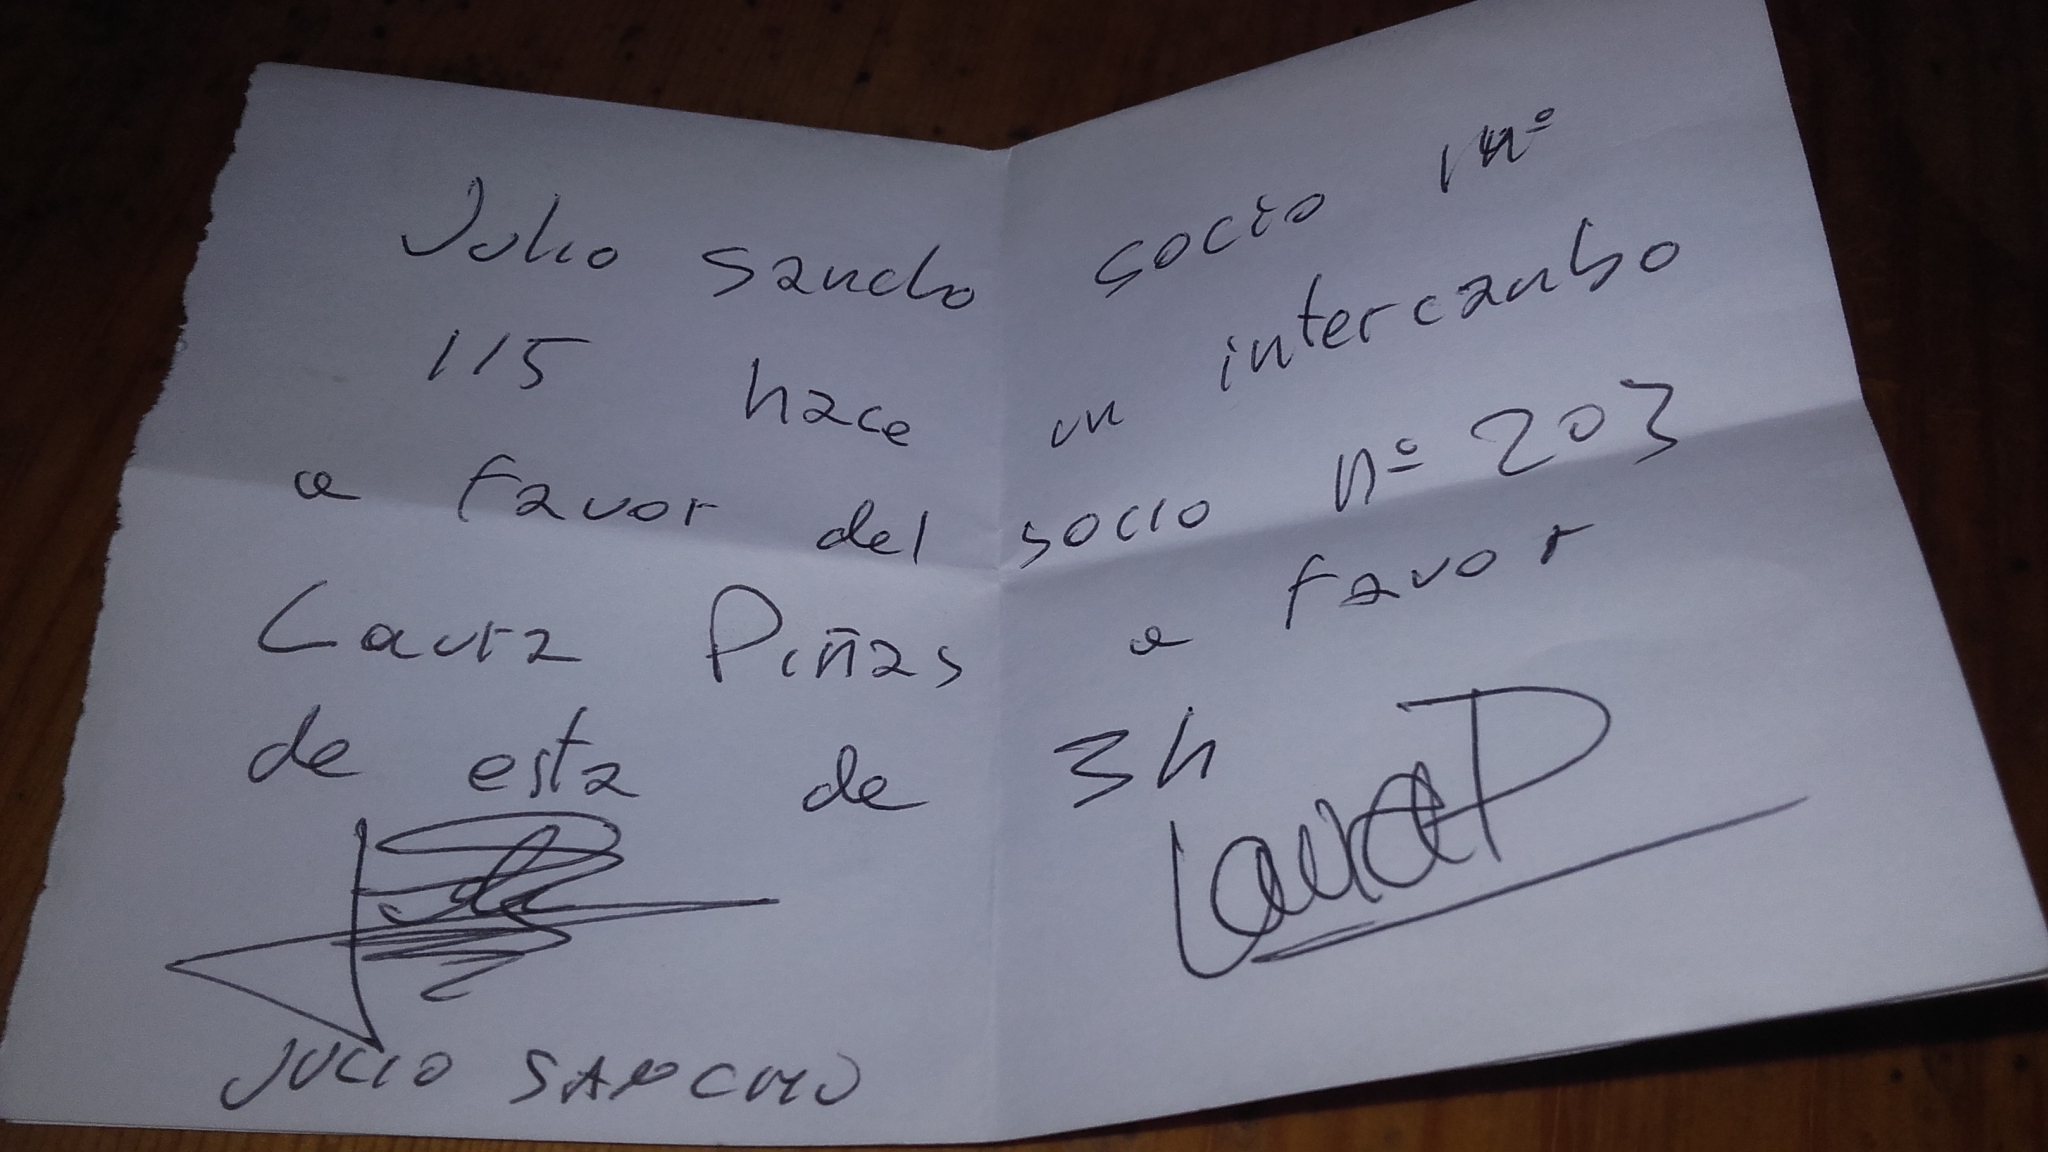 Julio Sancho socio nº
115 hace un intercambio
a favor del socio nº 203
Laura Piñas a favor
de esta de 3h
LauraP
JULIO SANCHO